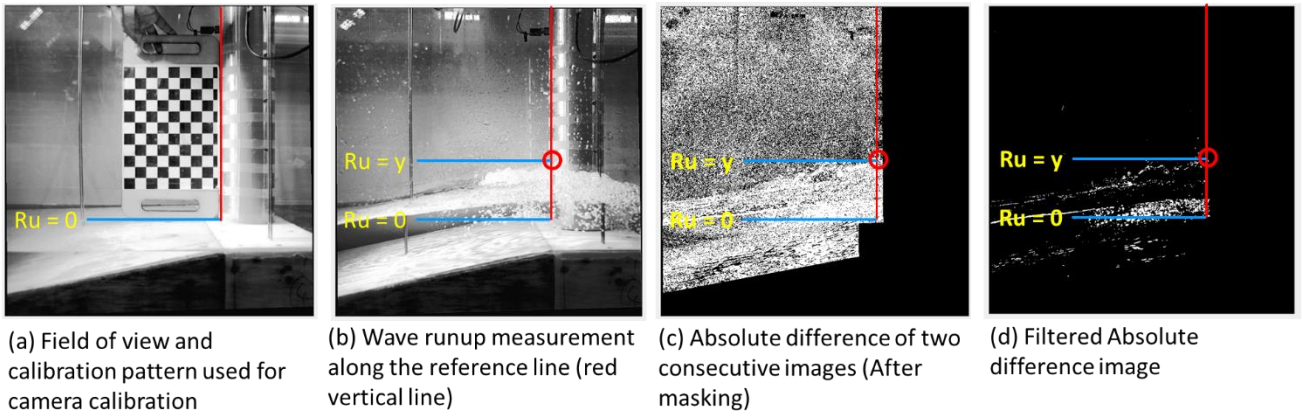 Ru = y
Ru = 0
Ru = y
Ru = 0
Ru = y
Ru = 0
Ru = 0
(a) Field of view and
calibration pattern used for
camera calibration
(b) Wave runup measurement
along the reference line (red
vertical line)
(c) Absolute difference of two
consecutive images (After
masking)
(d) Filtered Absolute
difference image